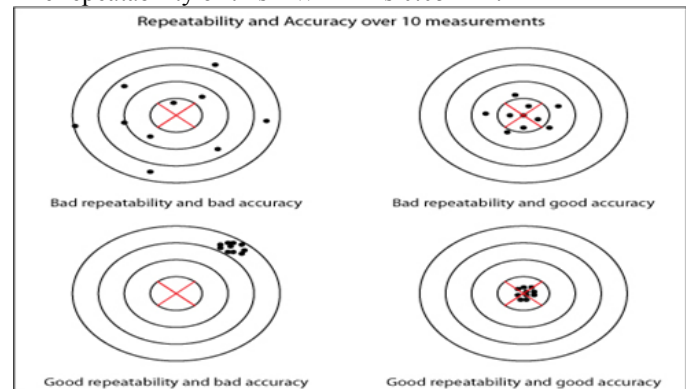 Repeatability and Accuracy over 10 measurements
Bad repeatability and bad accuracy
Bad repeatability and good accuracy
Good repeatability and bad accuracy
Good repeatability and good accuracy